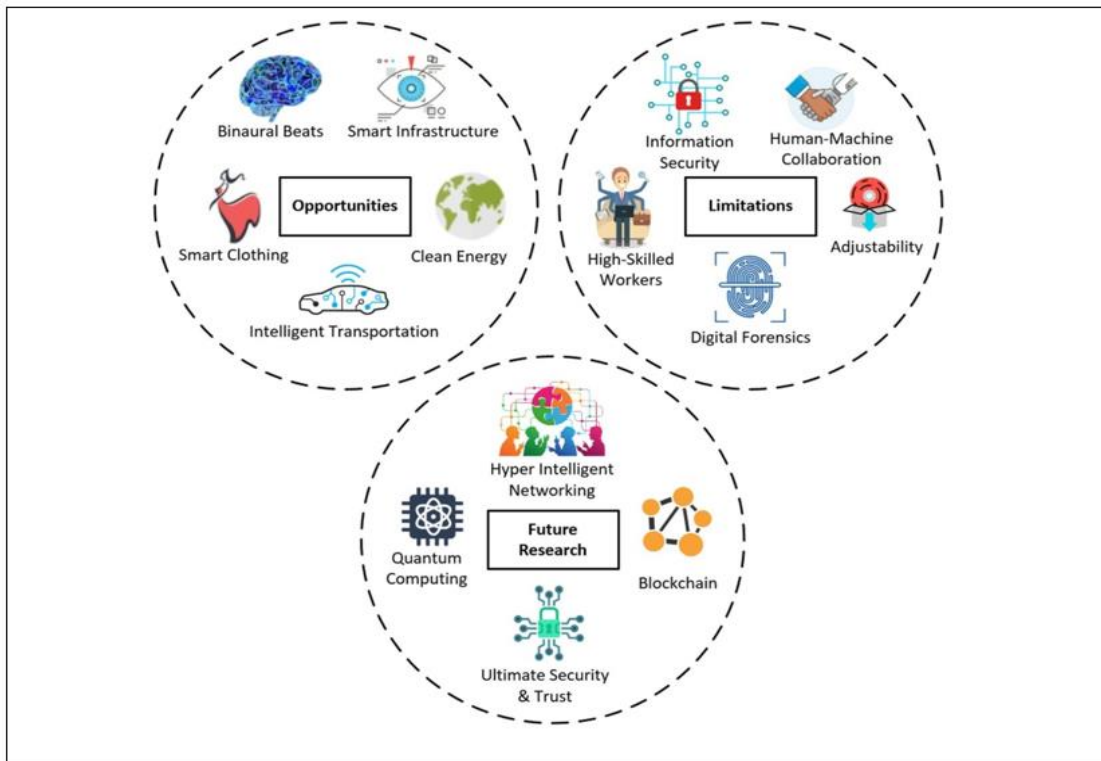 Binaural Beats
Smart Infrastructure
Opportunities
Smart Clothing
Clean Energy
Intelligent Transportation
Information
Security
Human-Machine
Collaboration
Limitations
High-Skilled
Workers
Adjustability
Digital Forensics
Hyper Intelligent
Networking
Future
Research
Quantum
Computing
Blockchain
Ultimate Security
& Trust